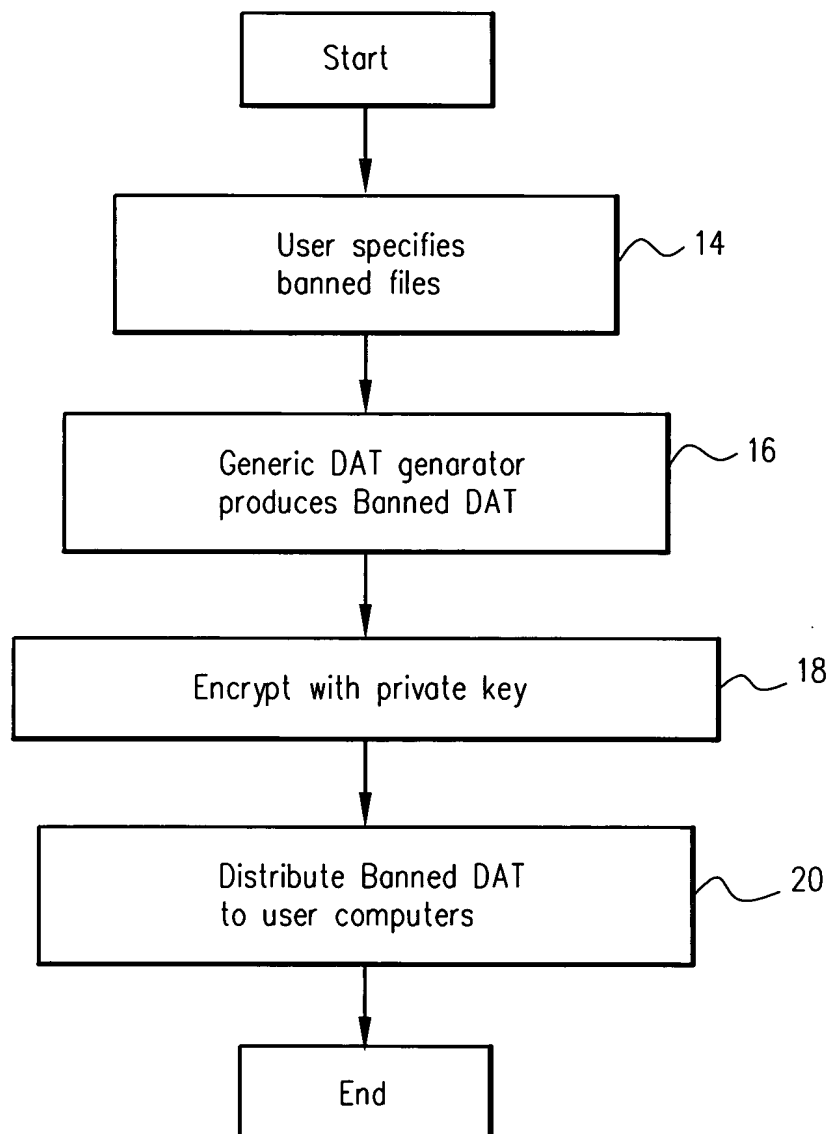 Start
User specifies
banned files
14
Generic DAT genarator
produces Banned DAT
16
Encrypt with private key
18
Distribute Banned DAT
to user computers
20
End